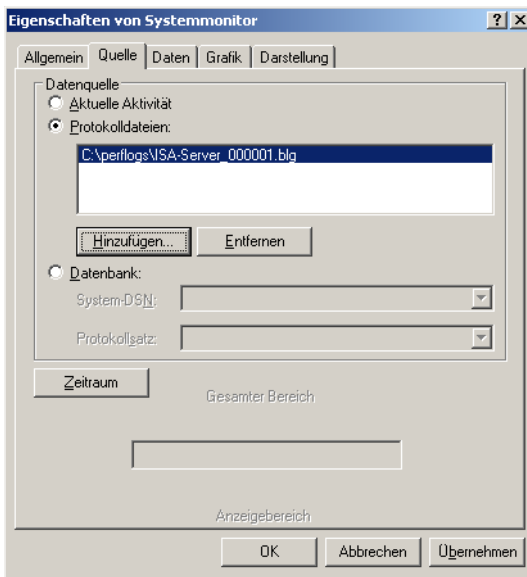 Eigenschaften von Systemmonitor
Allgemein Quelle Daten Grafik Darstellung
Datenquelle
Aktuelle Aktivität
Protokolldateien:
C:\perflogs\ISA-Server_000001.blg
Hinzufügen... Entfernen
Datenbank:
System-DSN:
Protokollsatz:
Zeitraum
Gesamter Bereich
Anzeigebereich
OK Abbrechen Übernehmen